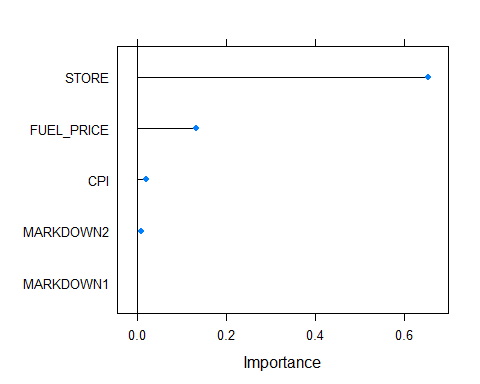 STORE
FUEL_PRICE
CPI
MARKDOWN2
MARKDOWN1
0.0 0.2 0.4 0.6
Importance